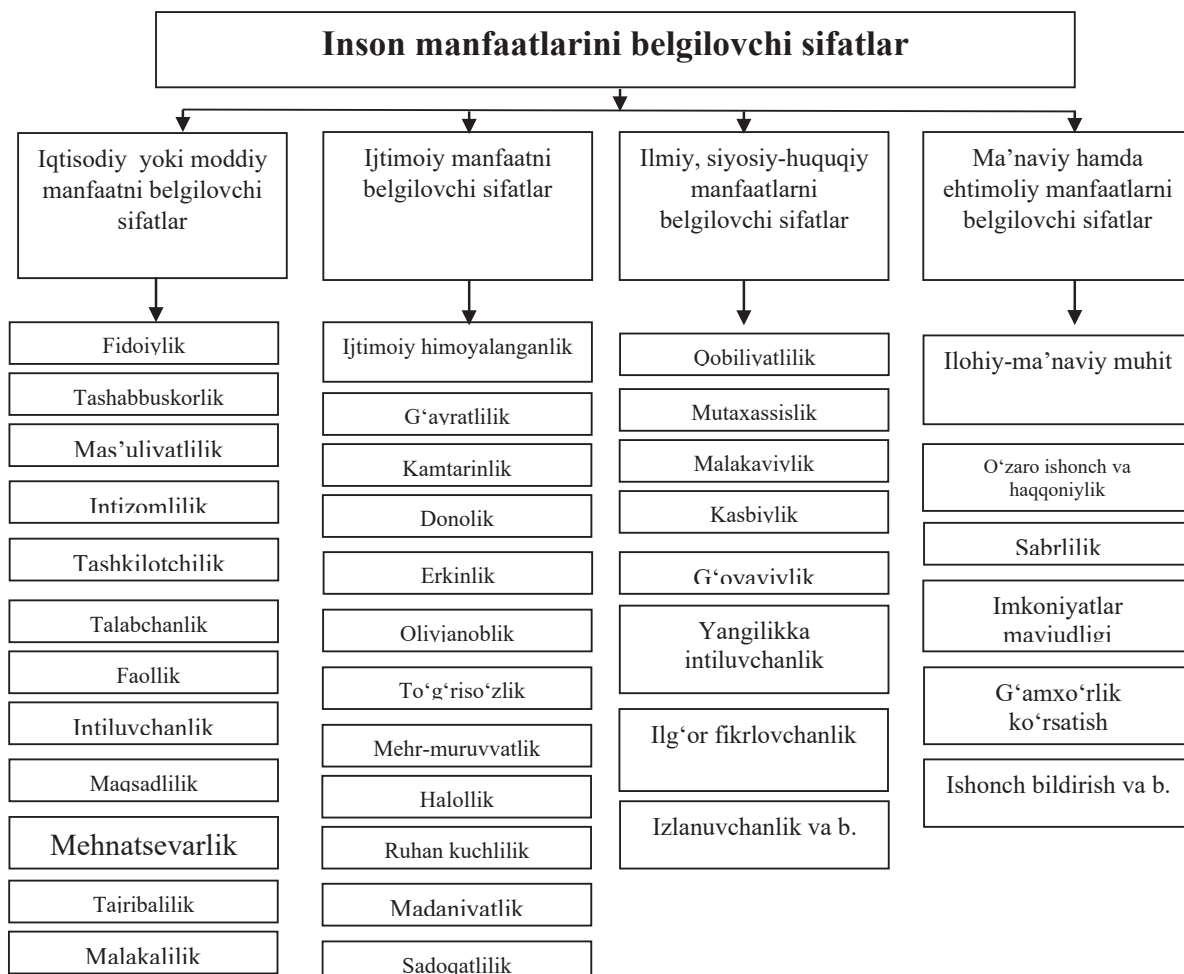 Inson manfaatlarini belgilovchi sifatlar
Iqtisodiy yoki moddiy
manfaatni belgilovchi
sifatlar
Fidoiylik
Tashabbuskorlik
Mas’uliyatlilik
Intizomlilik
Tashkilotchilik
Talabchanlik
Faollik
Intiluvchanlik
Maqsadlilik
Mehnatsevarlik
Tajribalilik
Malakalilik
Ijtimoiy manfaatni
belgilovchi sifatlar
Ijtimoiy himoyalanganlik
G‘ayratlilik
Kamtarinlik
Donolik
Erkinlik
Oliyjanoblik
To‘g‘riso‘zlik
Mehr-muruvvatlik
Halollik
Ruhan kuchlilik
Madaniyatlik
Sadoqatlilik
Ilmiy, siyosiy-huquqiy
manfaatlarni
belgilovchi sifatlar
Qobiliyatlilik
Mutaxassislik
Malakaviylik
Kasbiylik
G‘oyaviylik
Yangilikka
intiluvchanlik
Ilg‘or fikrlovchanlik
Izlanuvchanlik va b.
Ma’naviy hamda
ehtimoliy manfaatlarni
belgilovchi sifatlar
Ilohiy-ma’naviy muhit
O‘zaro ishonch va
haqqoniylik
Sabrlilik
Imkoniyatlar
mavjudligi
G‘amxo‘rlik
ko‘rsatish
Ishonch bildirish va b.